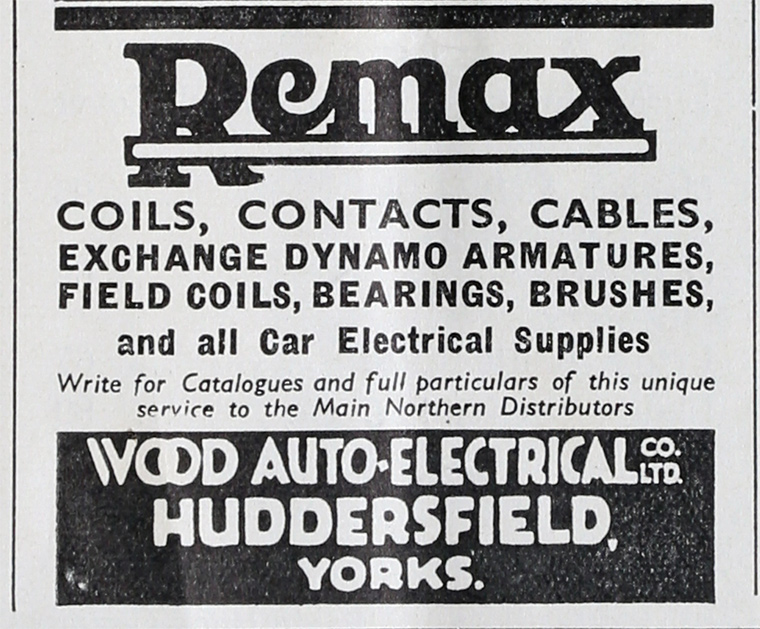 Remax
COILS, CONTACTS, CABLES,
EXCHANGE DYNAMO ARMATURES,
FIELD COILS, BEARINGS, BRUSHES,
and all Car Electrical Supplies
Write for Catalogues and full particulars of this unique
service to the Main Northern Distributors
WOOD AUTO-ELECTRICAL CO. LTD.
HUDDERSFIELD,
YORKS.